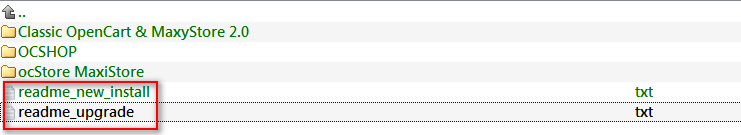 ..
Classic OpenCart & MaxyStore 2.0
OCSHOP
ocStore MaxiStore
readme_new_install txt
readme_upgrade txt